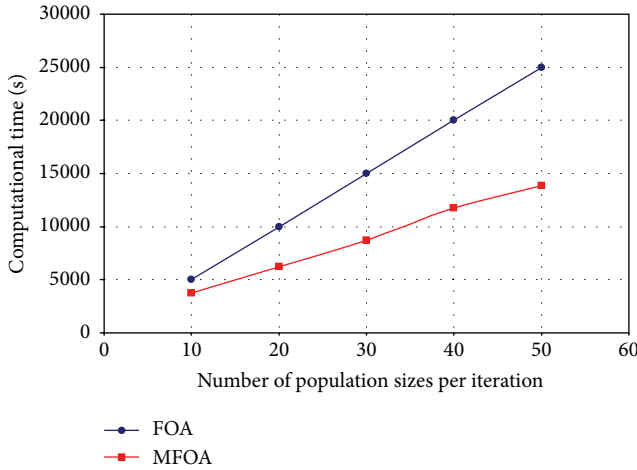 30000
25000
20000
15000
10000
5000
0
Computational time (s)
0 10 20 30 40 50 60
Number of population sizes per iteration
FOA
MFOA